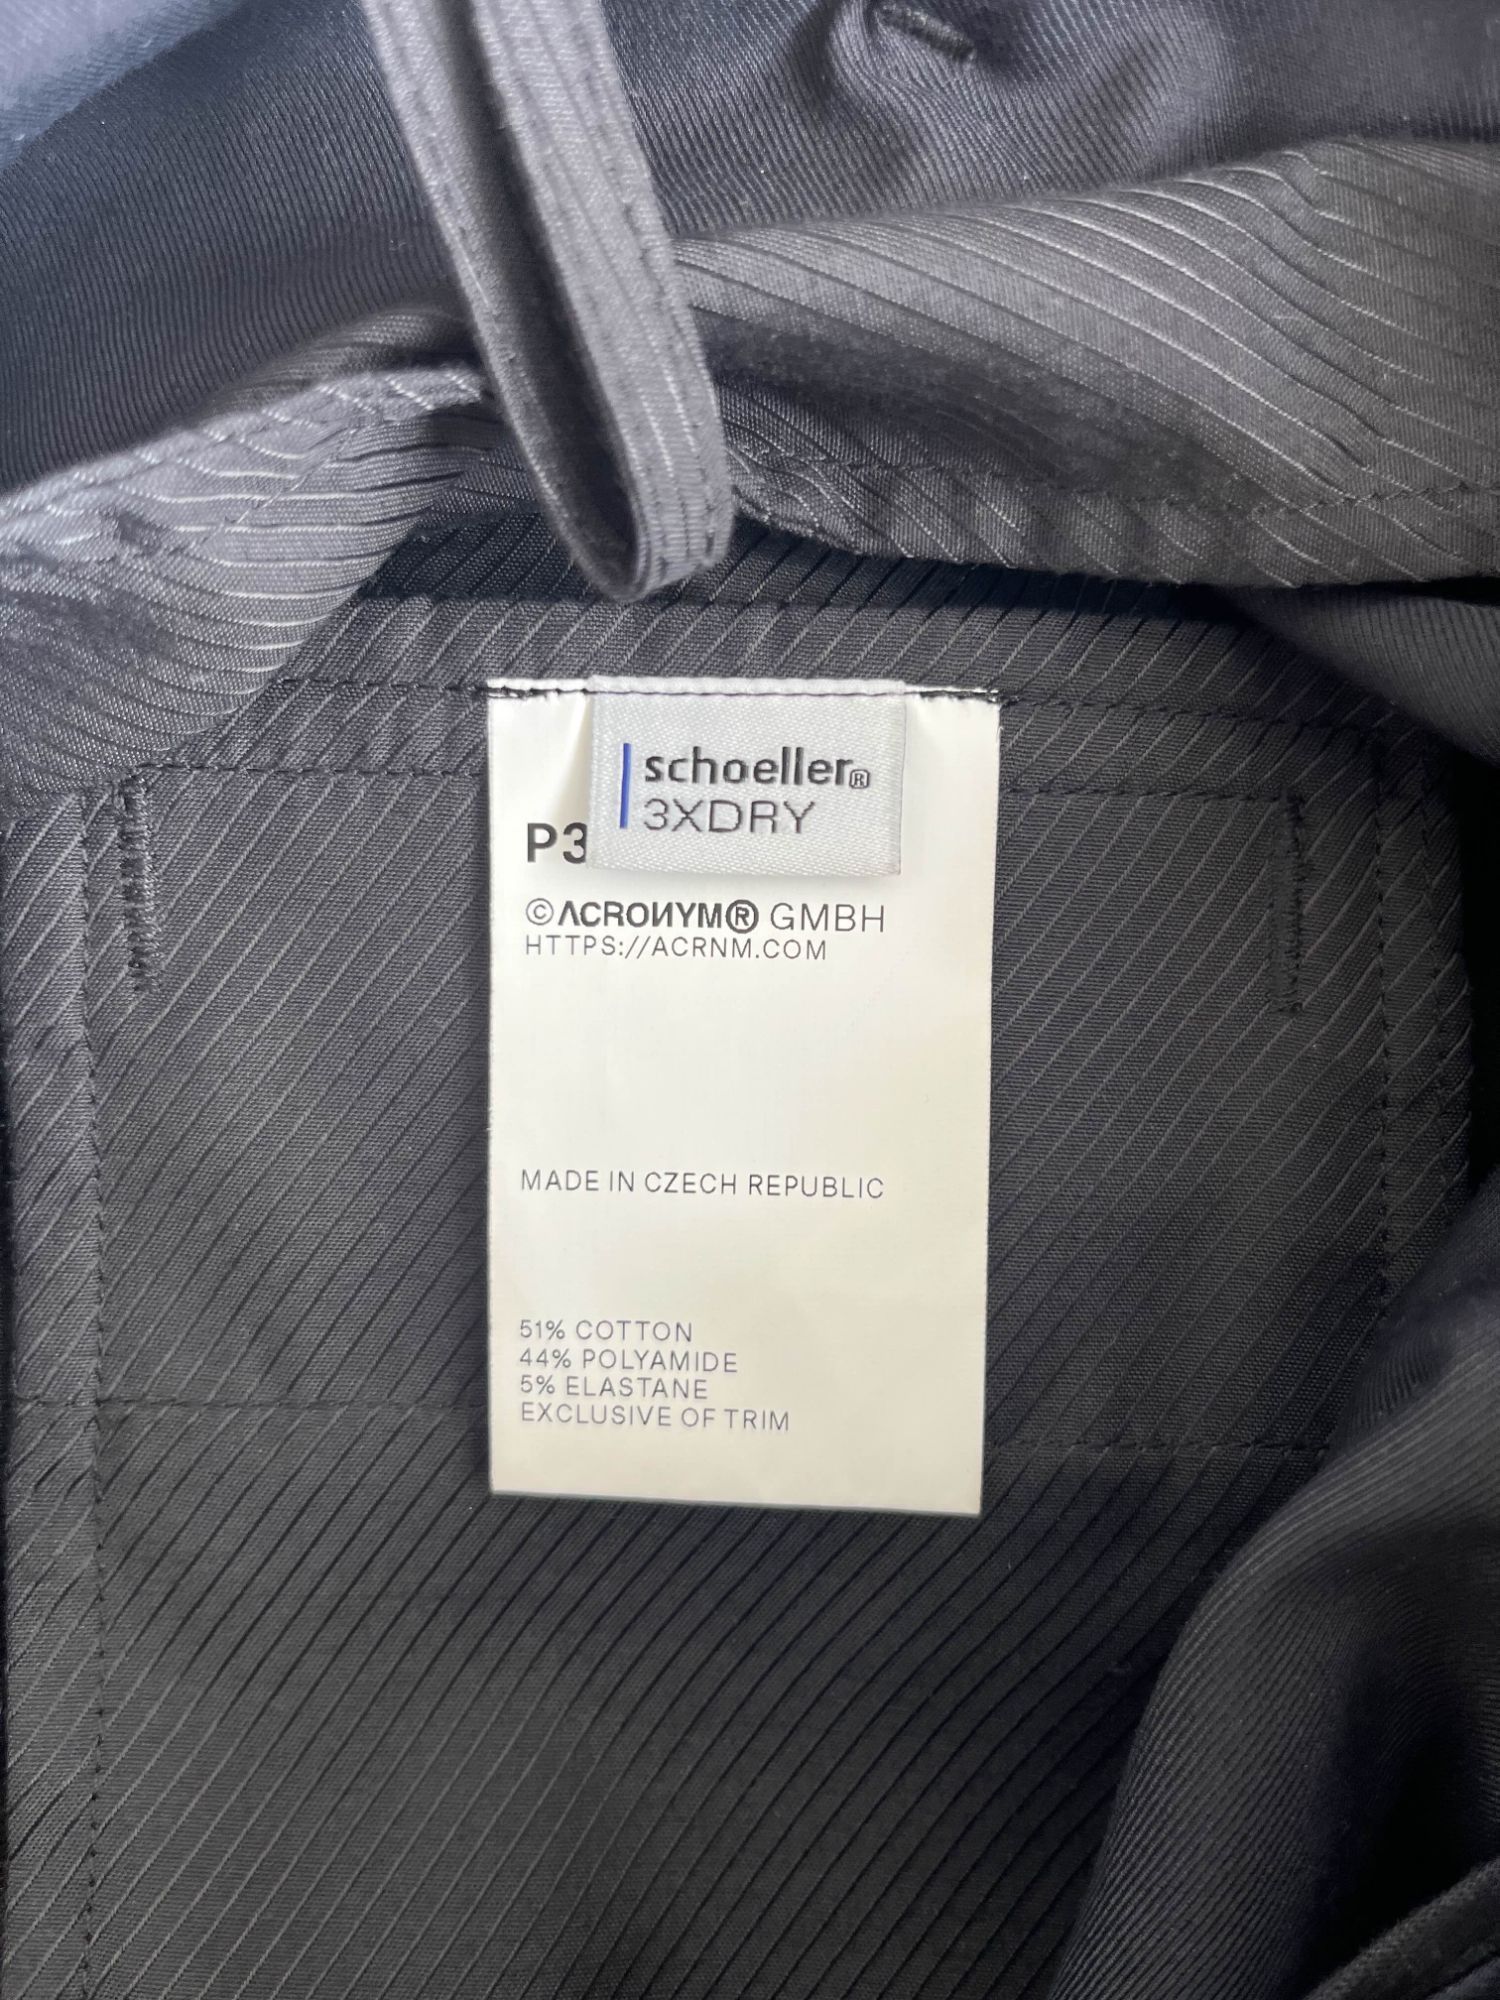 schoeller®
3XDRY
P3
©ACRONYM® GMBH
HTTPS://ACRNM.COM
MADE IN CZECH REPUBLIC
51% COTTON
44% POLYAMIDE
5% ELASTANE
EXCLUSIVE OF TRIM